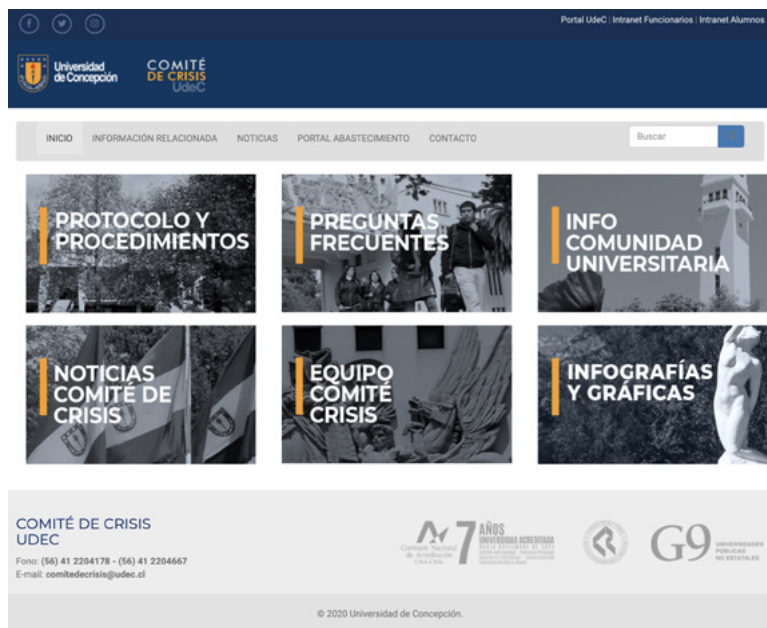 Portal UdeC | Intranet Funcionarios | Intranet Alumnos
Universidad
de Concepción
COMITÉ
DE CRISIS
UdeC
INICIO INFORMACIÓN RELACIONADA NOTICIAS PORTAL ABASTECIMIENTO CONTACTO Buscar
PROTOCOLO Y
PROCEDIMIENTOS
PREGUNTAS
FRECUENTES
INFO
COMUNIDAD
UNIVERSITARIA
NOTICIAS
COMITÉ DE
CRISIS
EQUIPO
COMITÉ
CRISIS
INFOGRAFÍAS
Y GRÁFICAS
COMITÉ DE CRISIS
UDEC
Fono: (56) 41 2204178 - (56) 41 2204667
E-mail: comitedecrisis@udec.cl
Comisión Nacional
de Acreditación
CNA-Chile
7 AÑOS
UNIVERSIDAD ACREDITADA
G9
UNIVERSIDADES
PÚBLICAS
NO ESTATALES
© 2020 Universidad de Concepción.